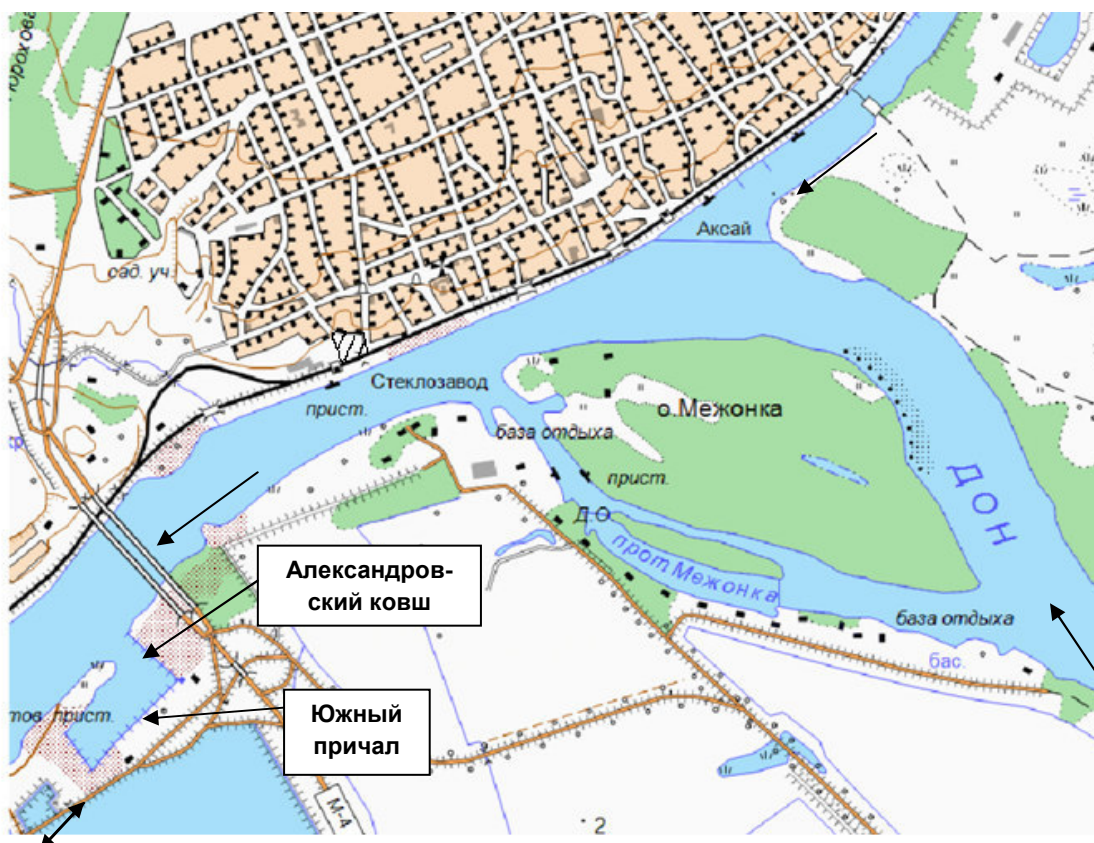 сад. уч.
Аксай
Стеклозавод
прист.
о.Межонка
база отдыха
прист.
ДОН
Д.О.
прот.Межонка
Александров-
ский ковш
база отдыха
бас.
Южный
причал
прист.
М-4
2